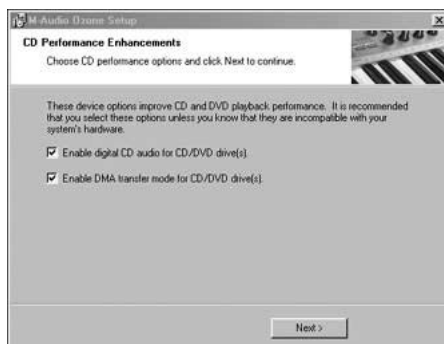 M-Audio Ozone Setup
CD Performance Enhancements
Choose CD performance options and click Next to continue.
These device options improve CD and DVD playback performance. It is recommended
that you select these options unless you know that they are incompatible with your
system's hardware.
Enable digital CD audio for CD/DVD drive(s).
Enable DMA transfer mode for CD/DVD drive(s).
Next >